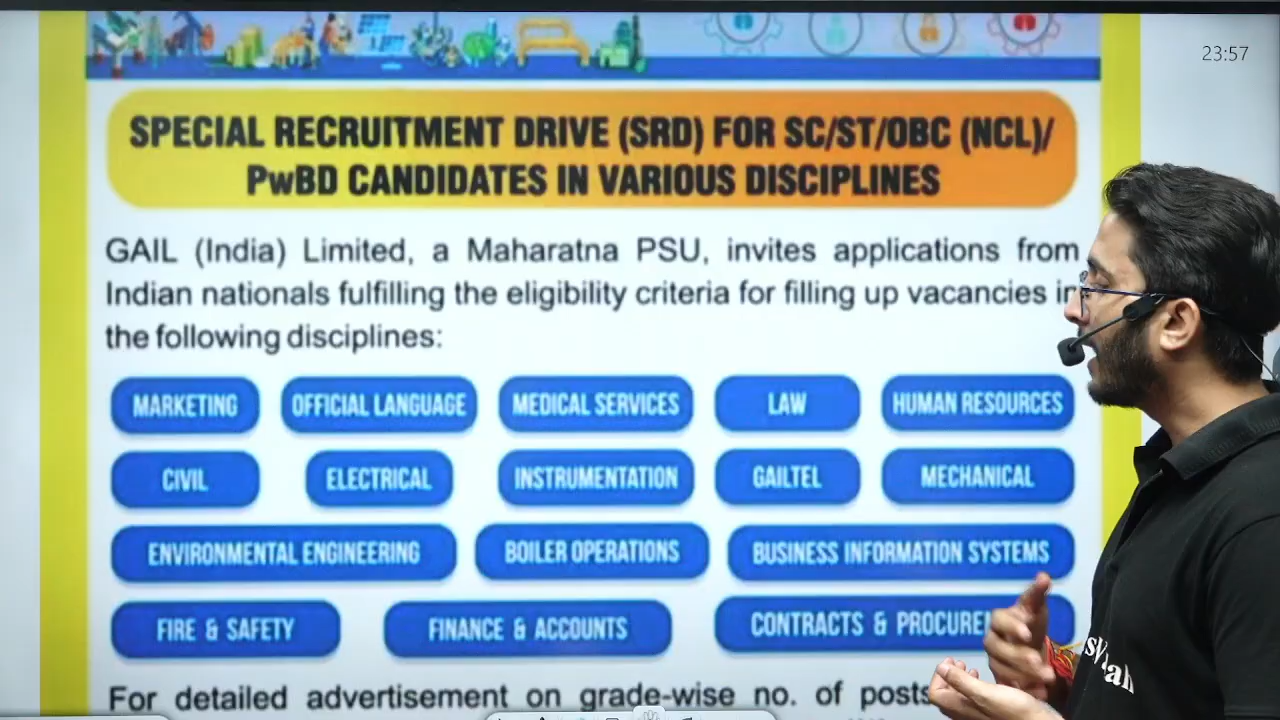 23:57
SPECIAL RECRUITMENT DRIVE (SRD) FOR SC/ST/OBC (NCL)/
PwBD CANDIDATES IN VARIOUS DISCIPLINES
GAIL (India) Limited, a Maharatna PSU, invites applications from
Indian nationals fulfilling the eligibility criteria for filling up vacancies in
the following disciplines:
MARKETING OFFICIAL LANGUAGE MEDICAL SERVICES LAW HUMAN RESOURCES
CIVIL ELECTRICAL INSTRUMENTATION GAILTEL MECHANICAL
ENVIRONMENTAL ENGINEERING BOILER OPERATIONS BUSINESS INFORMATION SYSTEMS
FIRE & SAFETY FINANCE & ACCOUNTS CONTRACTS & PROCURE
For detailed advertisement on grade-wise no. of posts